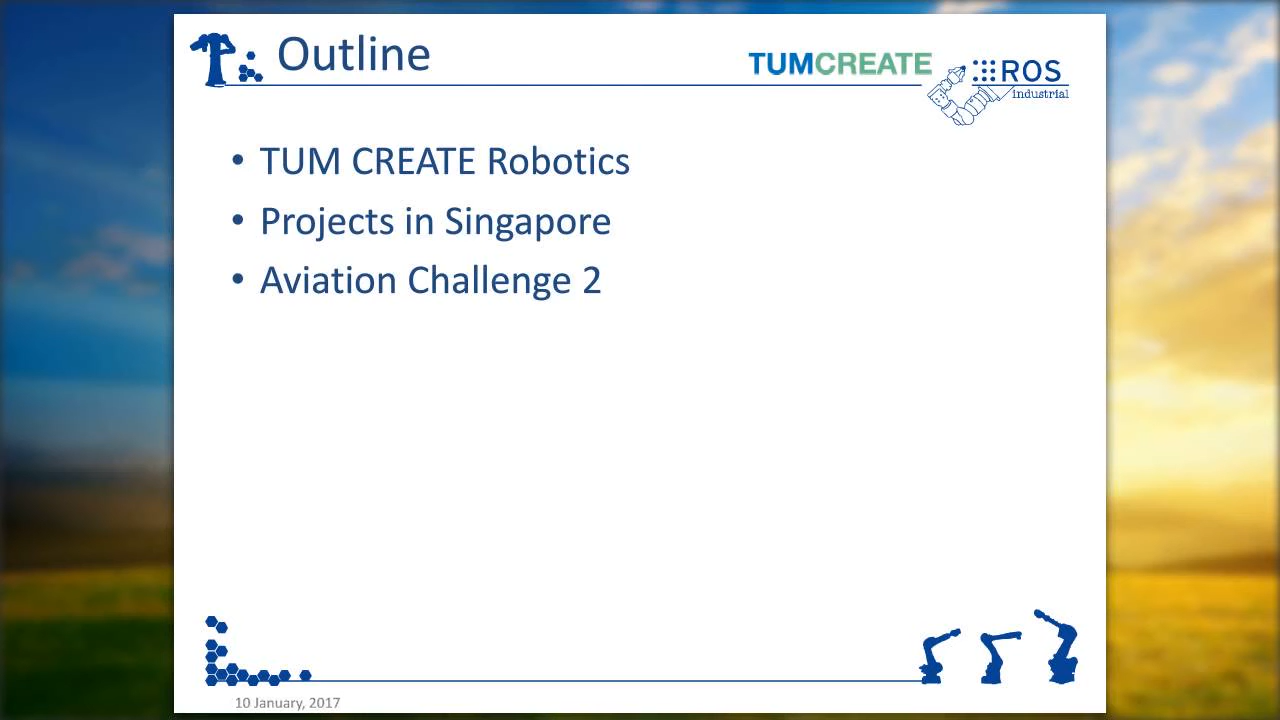 Outline
TUMCREATE
ROS
industrial
• TUM CREATE Robotics
• Projects in Singapore
• Aviation Challenge 2
10 January, 2017